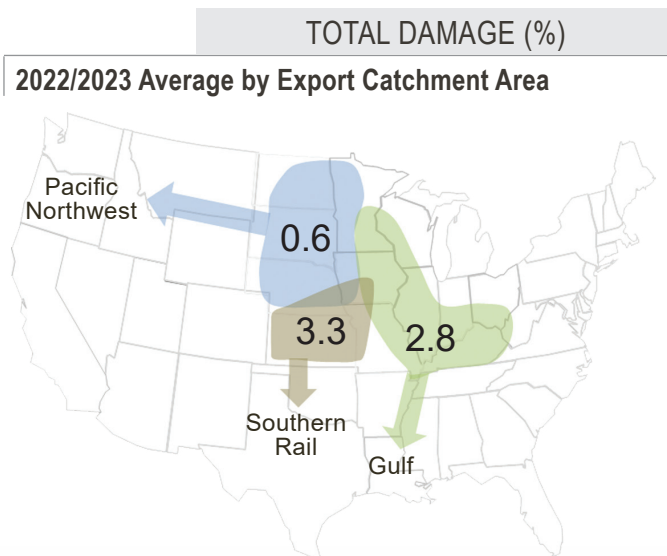 TOTAL DAMAGE (%)
2022/2023 Average by Export Catchment Area
Pacific
Northwest
0.6
3.3
2.8
Southern
Rail
Gulf